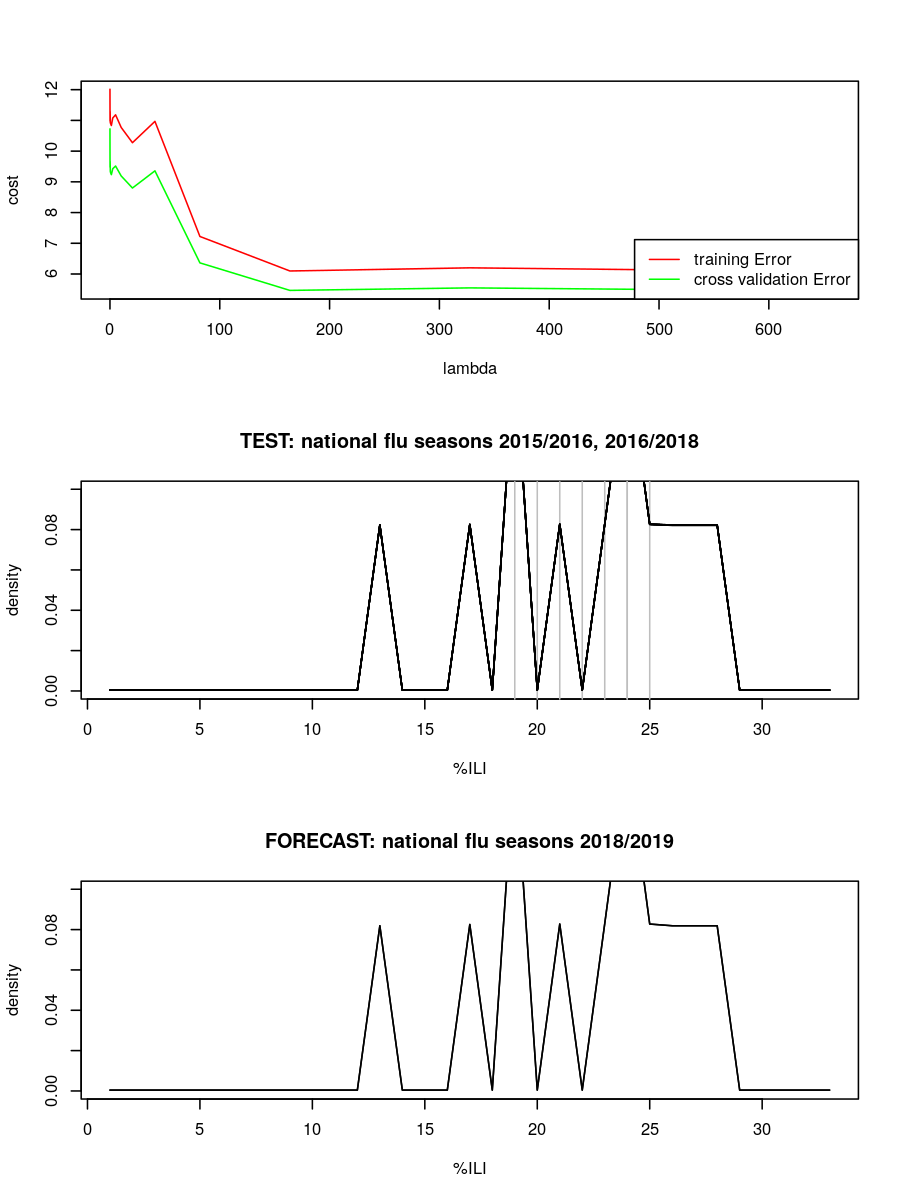 12
10
9
8
7
6
cost
training Error
cross validation Error
0 100 200 300 400 500 600
lambda
TEST: national flu seasons 2015/2016, 2016/2018
0.08
0.04
0.00
density
0 5 10 15 20 25 30
%ILI
FORECAST: national flu seasons 2018/2019
0.08
0.04
0.00
density
0 5 10 15 20 25 30
%ILI